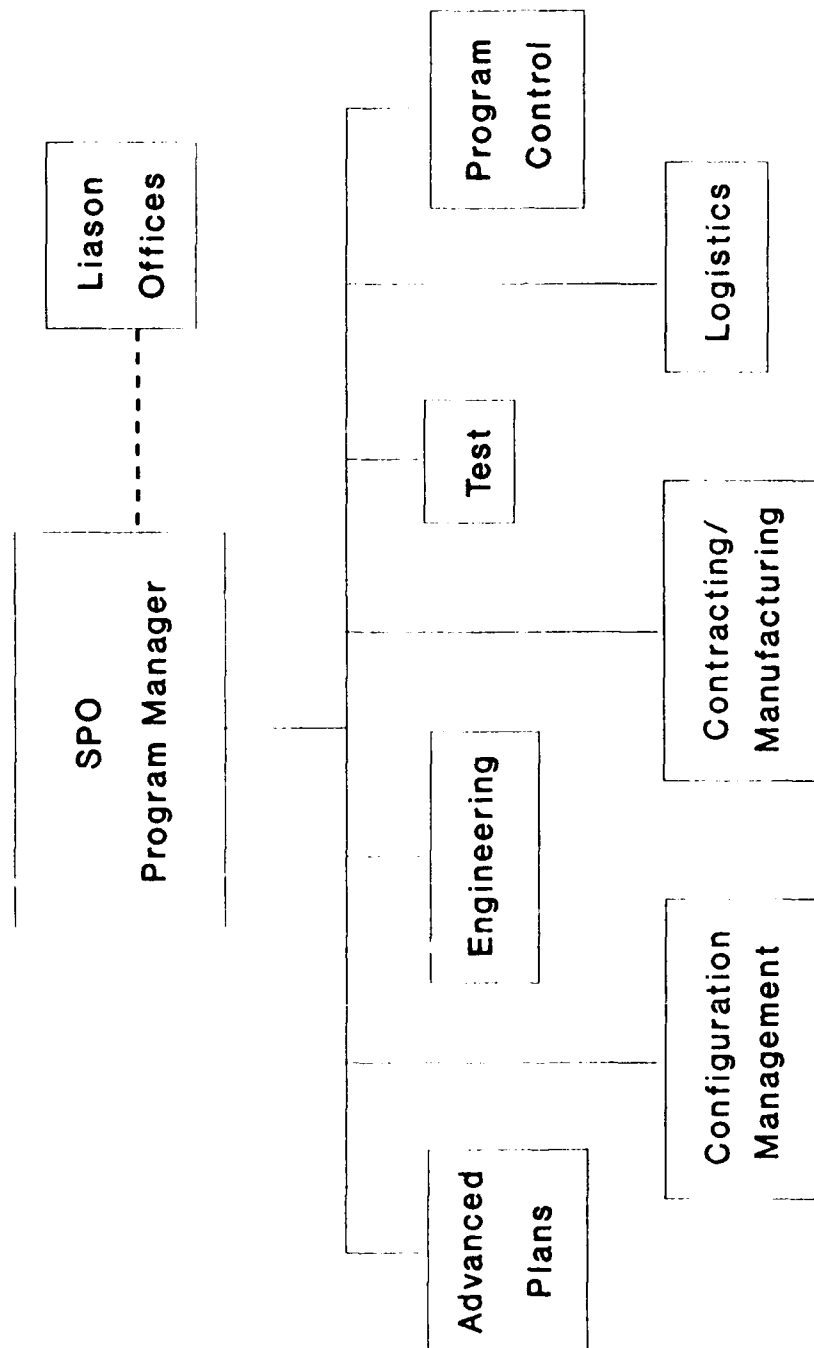 SPO
Program Manager
Liason
Offices
Advanced
Plans
Engineering
Test
Program
Control
Configuration
Management
Contracting/
Manufacturing
Logistics